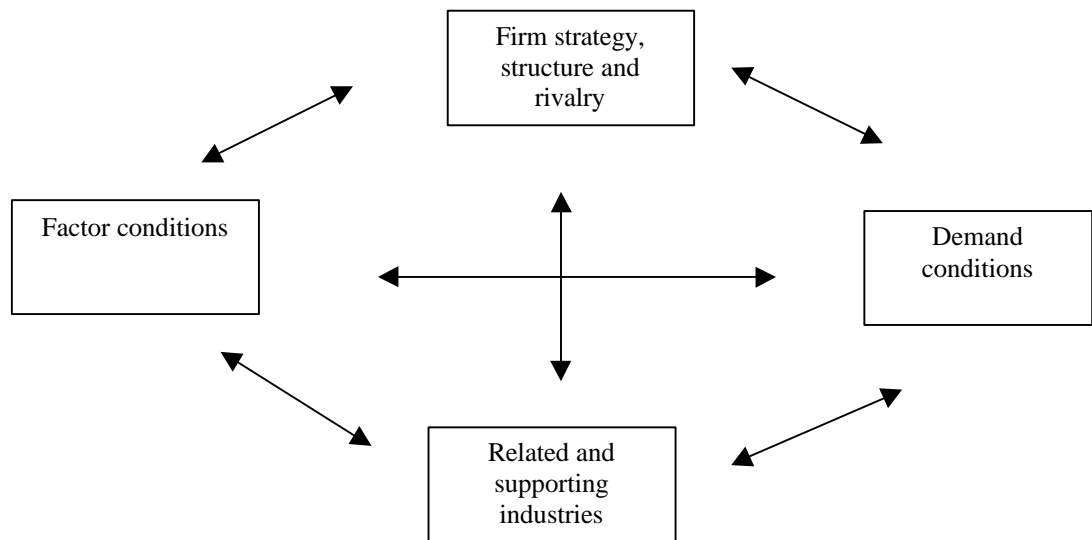 Firm strategy,
structure and
rivalry
Factor conditions
Demand
conditions
Related and
supporting
industries